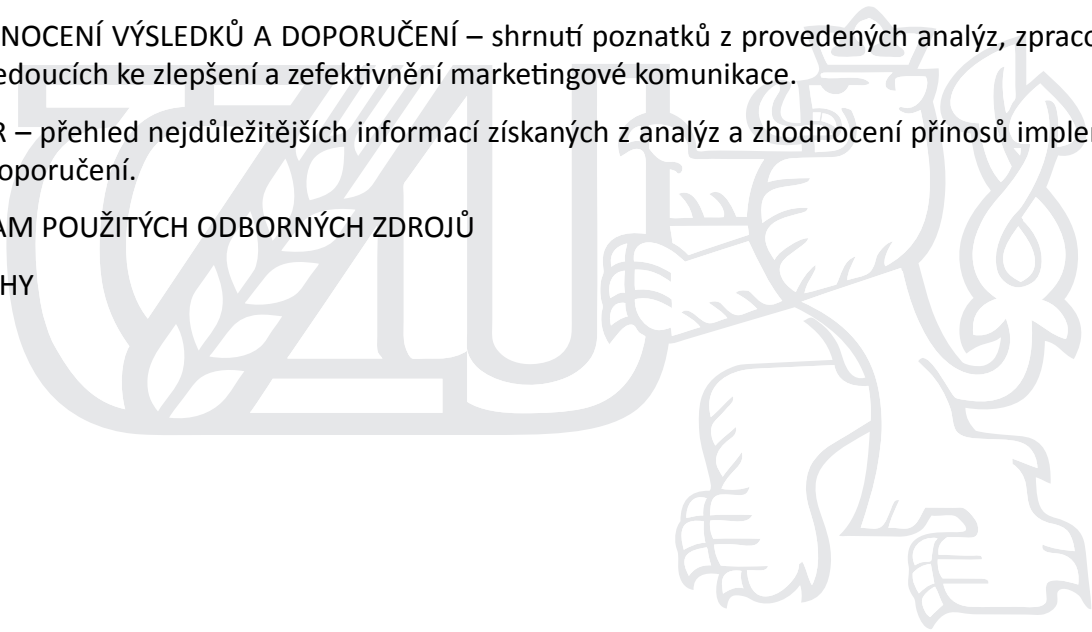 NOCENÍ VÝSLEDKŮ A DOPORUČENÍ – shrnutí poznatků z provedených analýz, zpraco
edoucích ke zlepšení a zefektivnění marketingové komunikace.
R – přehled nejdůležitějších informací získaných z analýz a zhodnocení přínosů imple
oporučení.
AM POUŽITÝCH ODBORNÝCH ZDROJŮ
HY